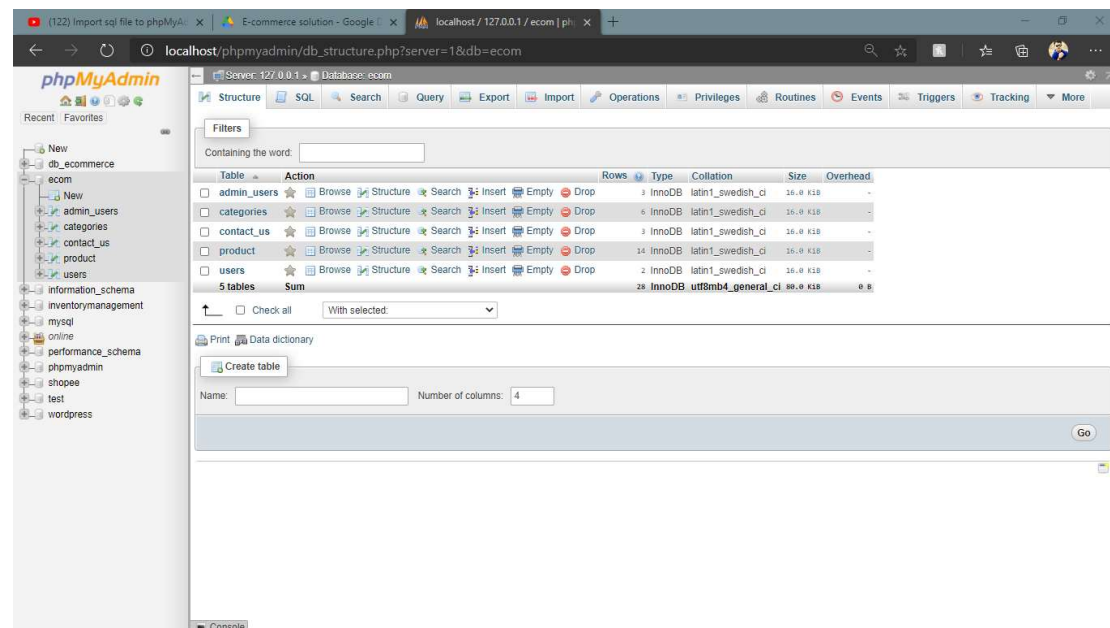 (122) Import sql file to phpMyAd
E-commerce solution - Google D
localhost / 127.0.0.1 / ecom | ph
localhost/phpmyadmin/db_structure.php?server=1&db=ecom
phpMyAdmin
Recent Favorites
New
db_ecommerce
ecom
New
admin_users
categories
contact_us
product
users
information_schema
inventorymanagement
mysql
online
performance_schema
phpmyadmin
shopee
test
wordpress
Server: 127.0.0.1 » Database: ecom
Structure SQL Search Query Export Import Operations Privileges Routines Events Triggers Tracking More
Filters
Containing the word:
Table Action Rows Type Collation Size Overhead
admin_users Browse Structure Search Insert Empty Drop 3 InnoDB latin1_swedish_ci 16.0 KiB -
categories Browse Structure Search Insert Empty Drop 6 InnoDB latin1_swedish_ci 16.0 KiB -
contact_us Browse Structure Search Insert Empty Drop 3 InnoDB latin1_swedish_ci 16.0 KiB -
product Browse Structure Search Insert Empty Drop 14 InnoDB latin1_swedish_ci 16.0 KiB -
users Browse Structure Search Insert Empty Drop 2 InnoDB latin1_swedish_ci 16.0 KiB -
5 tables Sum 28 InnoDB utf8mb4_general_ci 80.0 KiB 0 B
Check all With selected:
Print Data dictionary
Create table
Name: Number of columns: 4
Go
Console